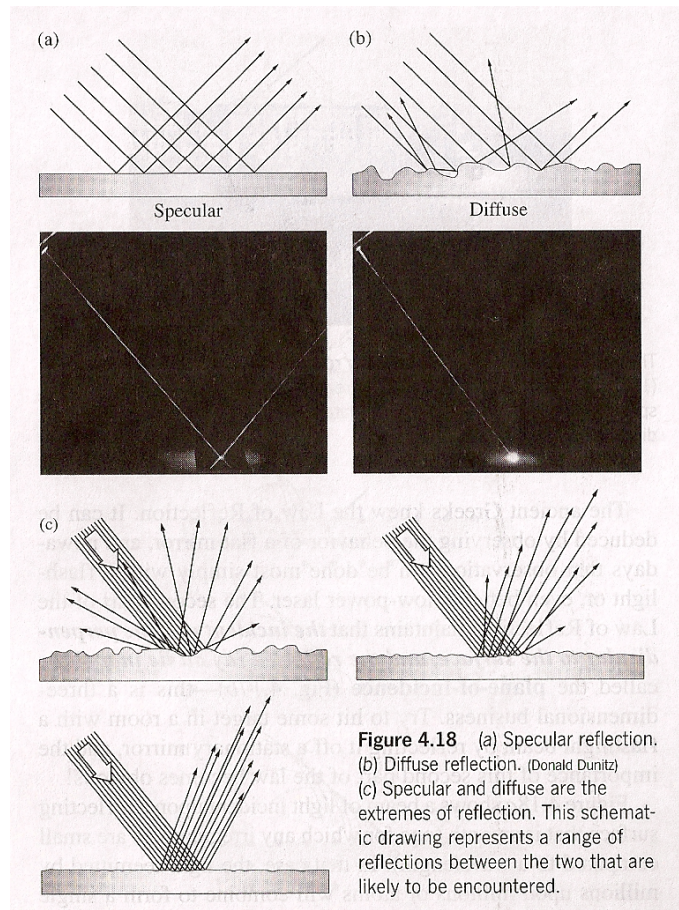 (a)
(b)
Specular
Diffuse
(c)
Figure 4.18 (a) Specular reflection.
(b) Diffuse reflection. (Donald Dunitz)
(c) Specular and diffuse are the
extremes of reflection. This schemat-
ic drawing represents a range of
reflections between the two that are
likely to be encountered.